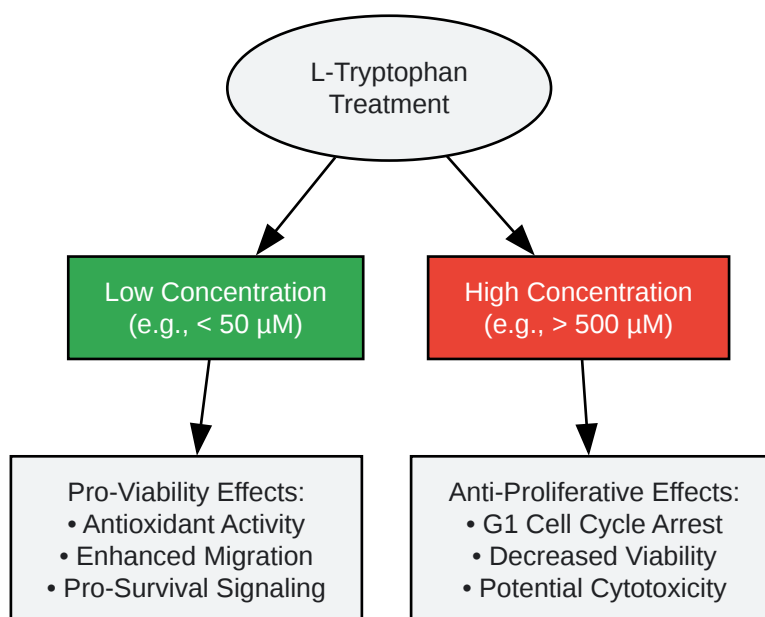 L-Tryptophan
Treatment
Low Concentration
(e.g., < 50 µM)
High Concentration
(e.g., > 500 µM)
Pro-Viability Effects:
• Antioxidant Activity
• Enhanced Migration
• Pro-Survival Signaling
Anti-Proliferative Effects:
• G1 Cell Cycle Arrest
• Decreased Viability
• Potential Cytotoxicity